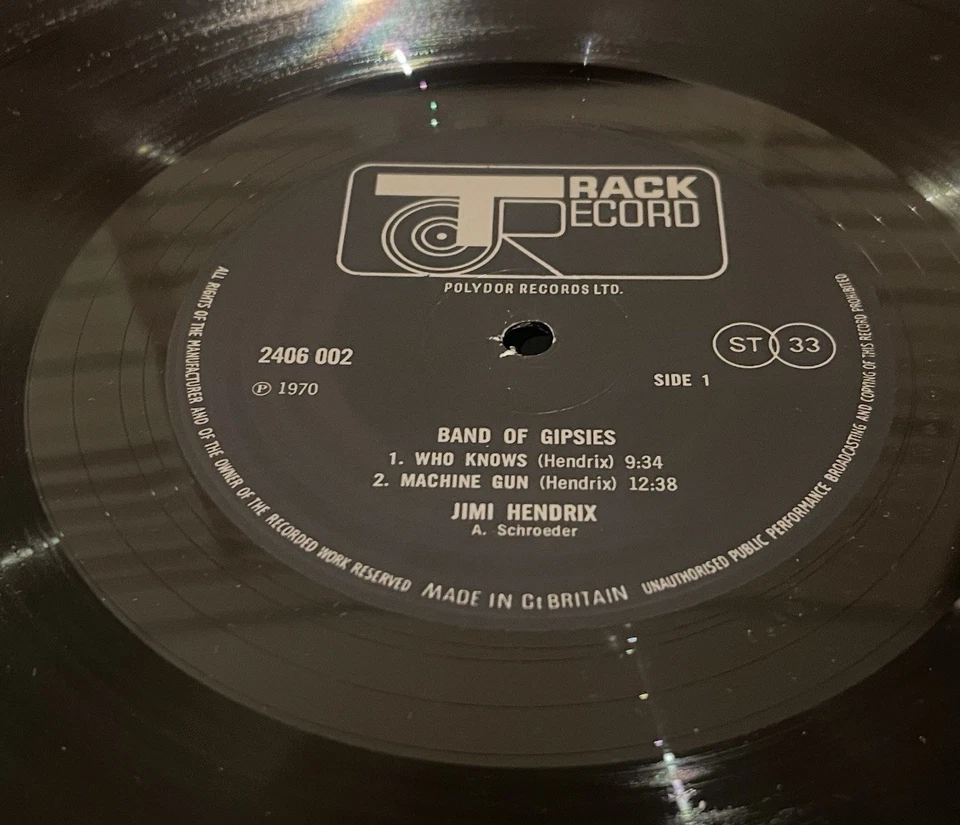 TRACK
RECORD
POLYDOR RECORDS LTD.
2406 002
ST 33
℗ 1970
SIDE 1
BAND OF GIPSIES
1. WHO KNOWS (Hendrix) 9:34
2. MACHINE GUN (Hendrix) 12:38
JIMI HENDRIX
A. Schroeder
ALL RIGHTS OF THE MANUFACTURER AND OF THE OWNER OF THE RECORDED WORK RESERVED
MADE IN Gt BRITAIN
UNAUTHORISED PUBLIC PERFORMANCE BROADCASTING AND COPYING OF THIS RECORD PROHIBITED